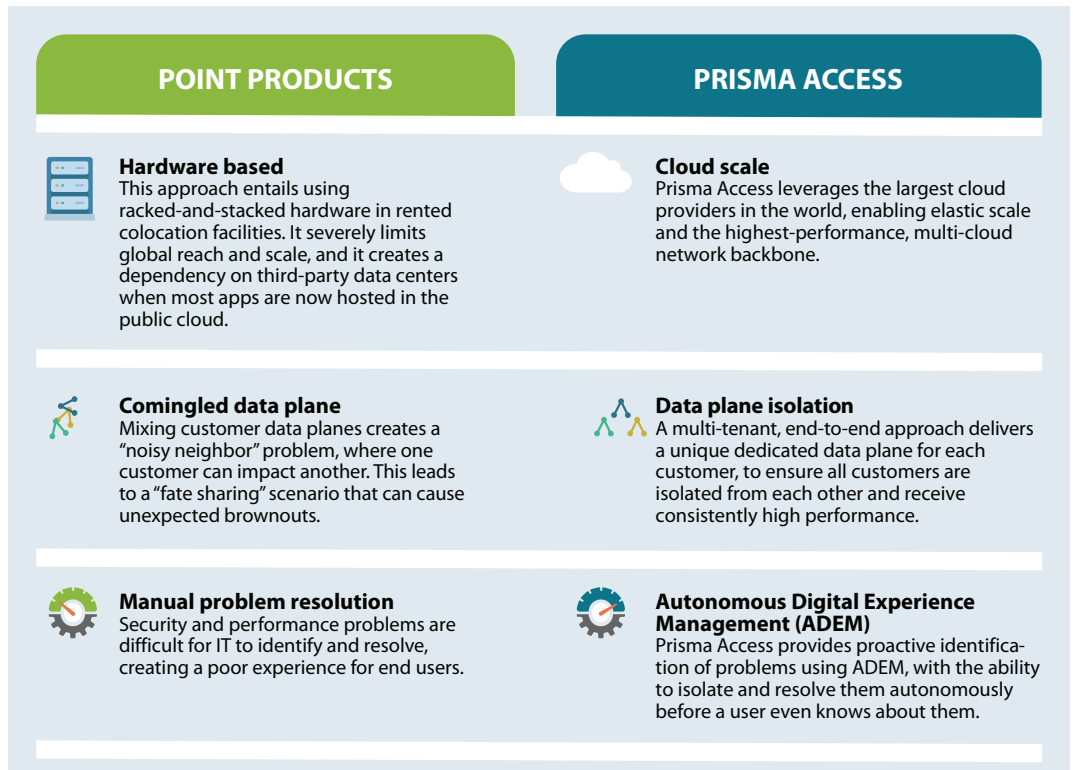 POINT PRODUCTS
PRISMA ACCESS
Hardware based
This approach entails using
racked-and-stacked hardware in rented
colocation facilities. It severely limits
global reach and scale, and it creates a
dependency on third-party data centers
when most apps are now hosted in the
public cloud.
Cloud scale
Prisma Access leverages the largest cloud
providers in the world, enabling elastic scale
and the highest-performance, multi-cloud
network backbone.
Comingled data plane
Mixing customer data planes creates a
“noisy neighbor” problem, where one
customer can impact another. This leads
to a “fate sharing” scenario that can cause
unexpected brownouts.
Data plane isolation
A multi-tenant, end-to-end approach delivers
a unique dedicated data plane for each
customer, to ensure all customers are
isolated from each other and receive
consistently high performance.
Manual problem resolution
Security and performance problems are
difficult for IT to identify and resolve,
creating a poor experience for end users.
Autonomous Digital Experience
Management (ADEM)
Prisma Access provides proactive identifica-
tion of problems using ADEM, with the ability
to isolate and resolve them autonomously
before a user even knows about them.